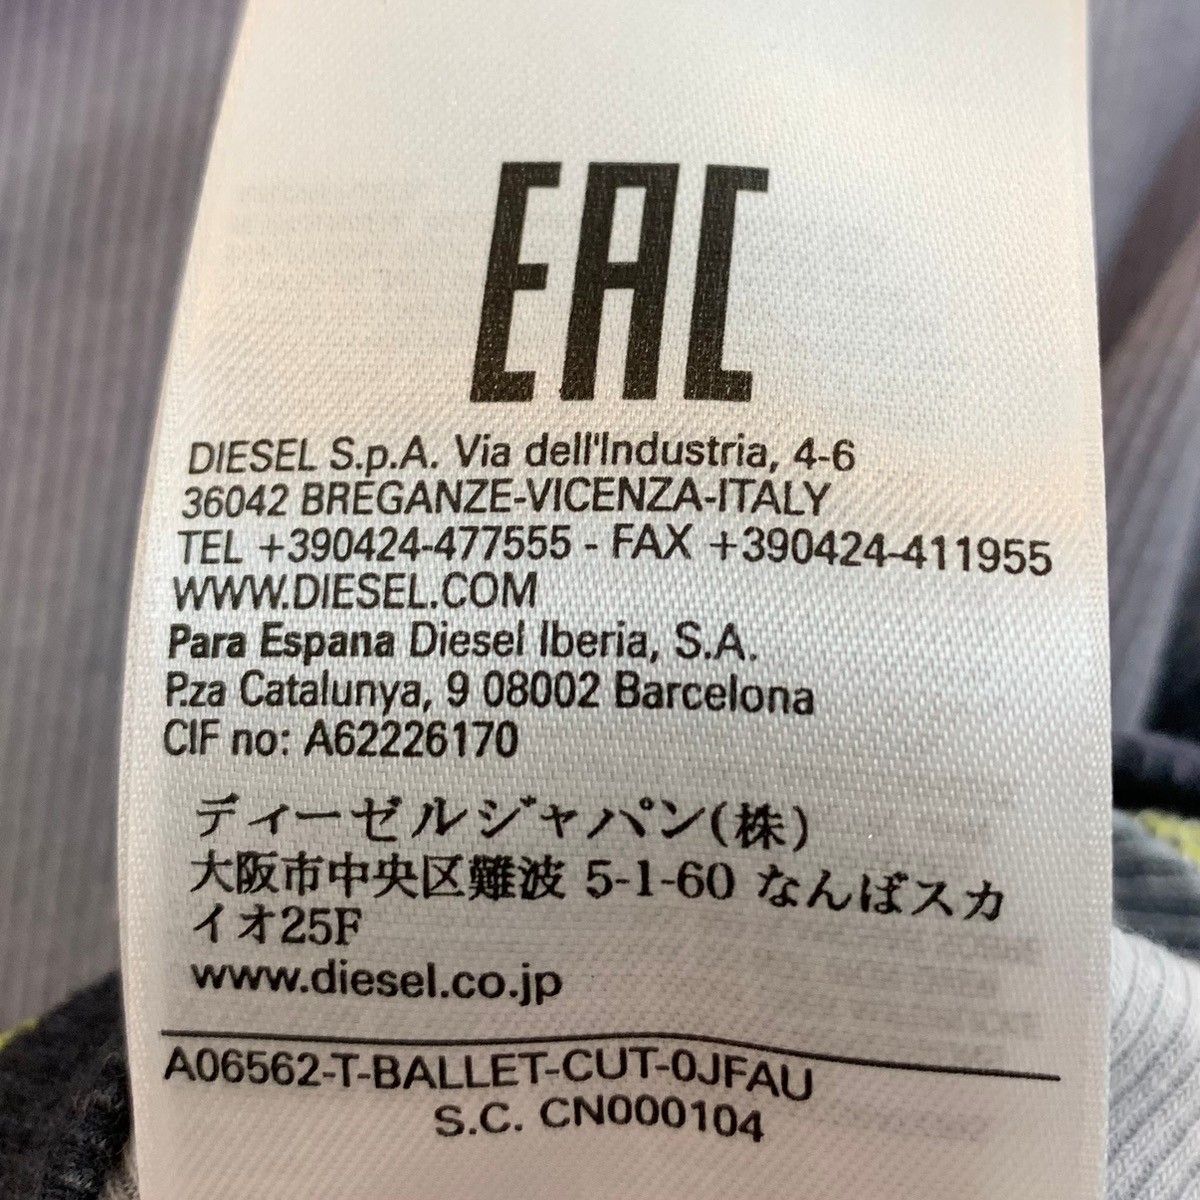 EAC
DIESEL S.p.A. Via dell'Industria, 4-6
36042 BREGANZE-VICENZA-ITALY
TEL +390424-477555 - FAX +390424-411955
WWW.DIESEL.COM
Para Espana Diesel Iberia, S.A.
P.za Catalunya, 9 08002 Barcelona
CIF no: A62226170
ディーゼルジャパン(株)
大阪市中央区難波 5-1-60 なんばスカ
イオ25F
www.diesel.co.jp
A06562-T-BALLET-CUT-0JFAU
S.C. CN000104